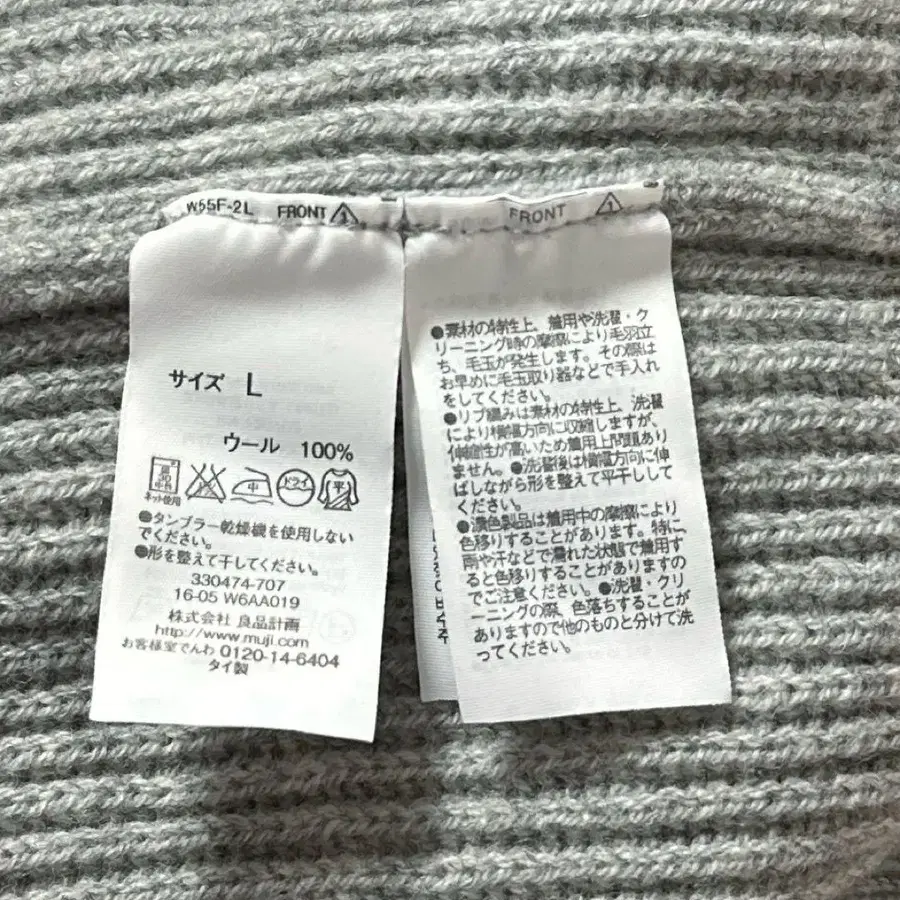 W55F-2L FRONT 1
サイズ L
ウール 100%
中
ドライ
平
ネット使用
●タンブラー乾燥機を使用しない
でください。
●形を整えて干してください。
330474-707
16-05 W6AA019
株式会社 良品計画
http://www.muji.com
お客様室でんわ 0120-14-6404
タイ製
FRONT 1
●素材の特性上、着用や洗濯・ク
リーニング時の摩擦により毛羽立
ち、毛玉が発生します。その際は
お早めに毛玉取り器などで手入れ
をしてください。
●リブ編みは素材の特性上、洗濯
により横幅方向に収縮しますが、
伸縮性が高いため着用上問題あり
ません。●洗濯後は横幅方向に伸
ばしながら形を整えて平干しして
ください。
●濃色製品は着用中の摩擦により
色移りすることがあります。特に、
雨や汗などで濡れた状態で着用す
ると色移りすることがありますの
でご注意ください。●洗濯・クリ
ーニングの際、色落ちすることが
ありますので他のものと分けて洗
ってください。